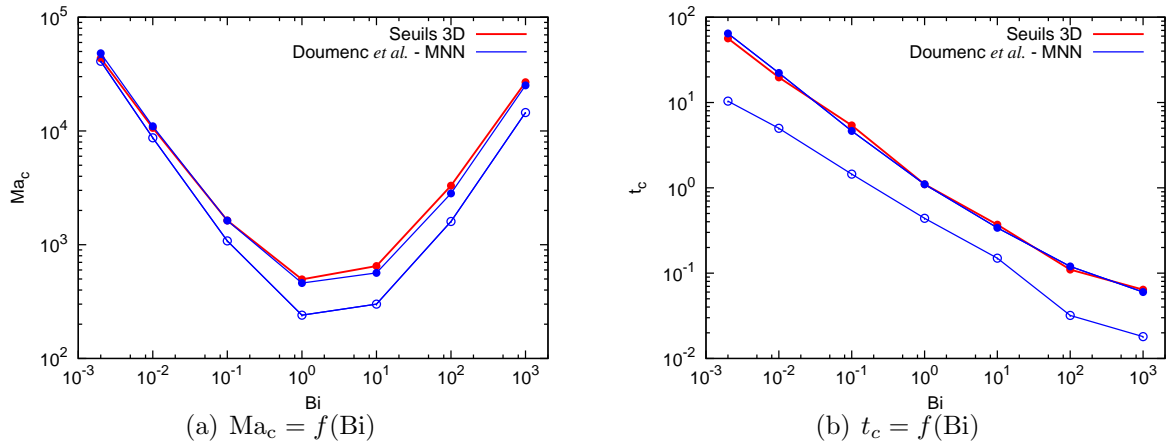 10^5
10^4
10^3
10^2
Ma_c
10^-3 10^-2 10^-1 10^0 10^1 10^2 10^3
Bi
Seuils 3D
Doumenc et al. - MNN
(a) Ma_c = f(Bi)
10^2
10^1
10^0
10^-1
10^-2
t_c
10^-3 10^-2 10^-1 10^0 10^1 10^2 10^3
Bi
Seuils 3D
Doumenc et al. - MNN
(b) t_c = f(Bi)